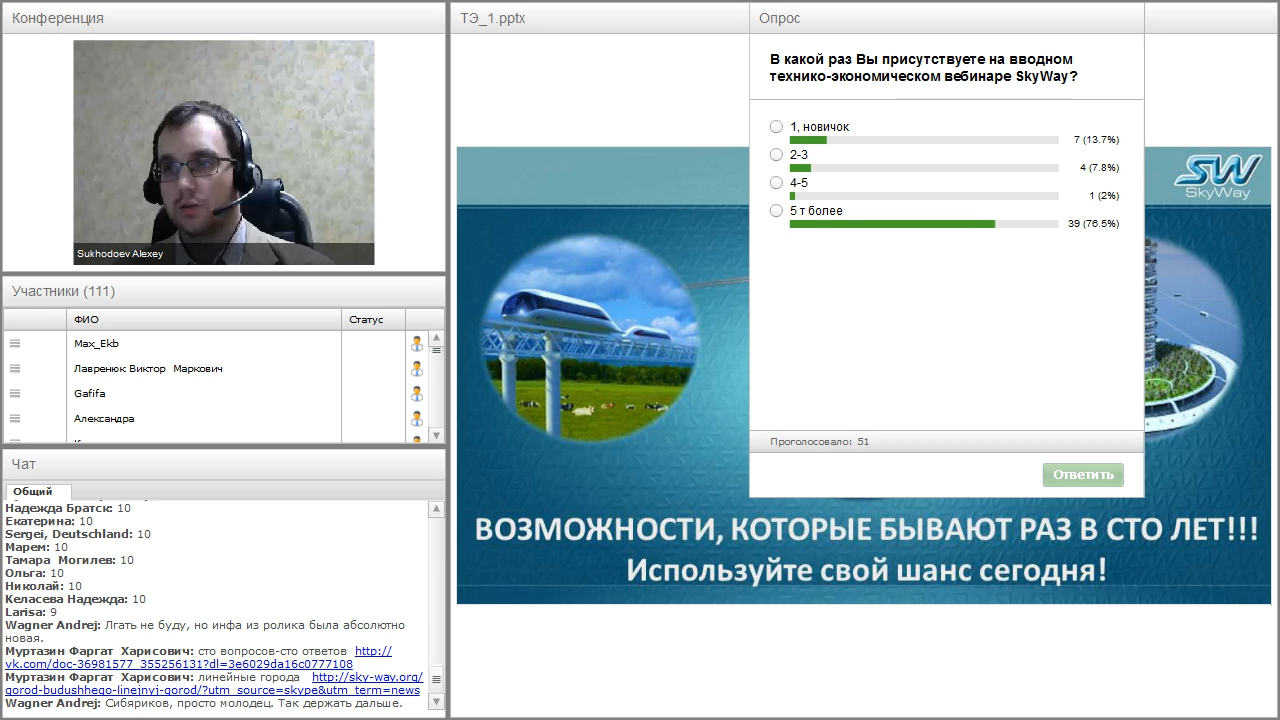 Конференция
Sukhodoev Alexey
Участники (111)
ФИО
Статус
Max_Ekb
Лавренюк Виктор Маркович
Gafifa
Александра
Чат
Общий
Надежда Братск: 10
Екатерина: 10
Sergei, Deutschland: 10
Марем: 10
Тамара Могилев: 10
Ольга: 10
Николай: 10
Келасева Надежда: 10
Larisa: 9
Wagner Andrej: Лгать не буду, но инфа из ролика была абсолютно
новая.
Муртазин Фаргат Харисович: сто вопросов-сто ответов http://
vk.com/doc-36981577_355256131?dl=3e6029da16c0777108
Муртазин Фаргат Харисович: линейные города http://sky-way.org/
gorod-budushhego-linejnyj-gorod/?utm_source=skype&utm_term=news
Wagner Andrej: Сибяриков, просто молодец. Так держать дальше.
ТЭ_1.pptx
Опрос
В какой раз Вы присутствуете на вводном
технико-экономическом вебинаре SkyWay?
1, новичок
7 (13.7%)
2-3
4 (7.8%)
4-5
1 (2%)
5 т более
39 (76.5%)
Проголосовало: 51
Ответить
SW
SkyWay
ВОЗМОЖНОСТИ, КОТОРЫЕ БЫВАЮТ РАЗ В СТО ЛЕТ!!!
Используйте свой шанс сегодня!